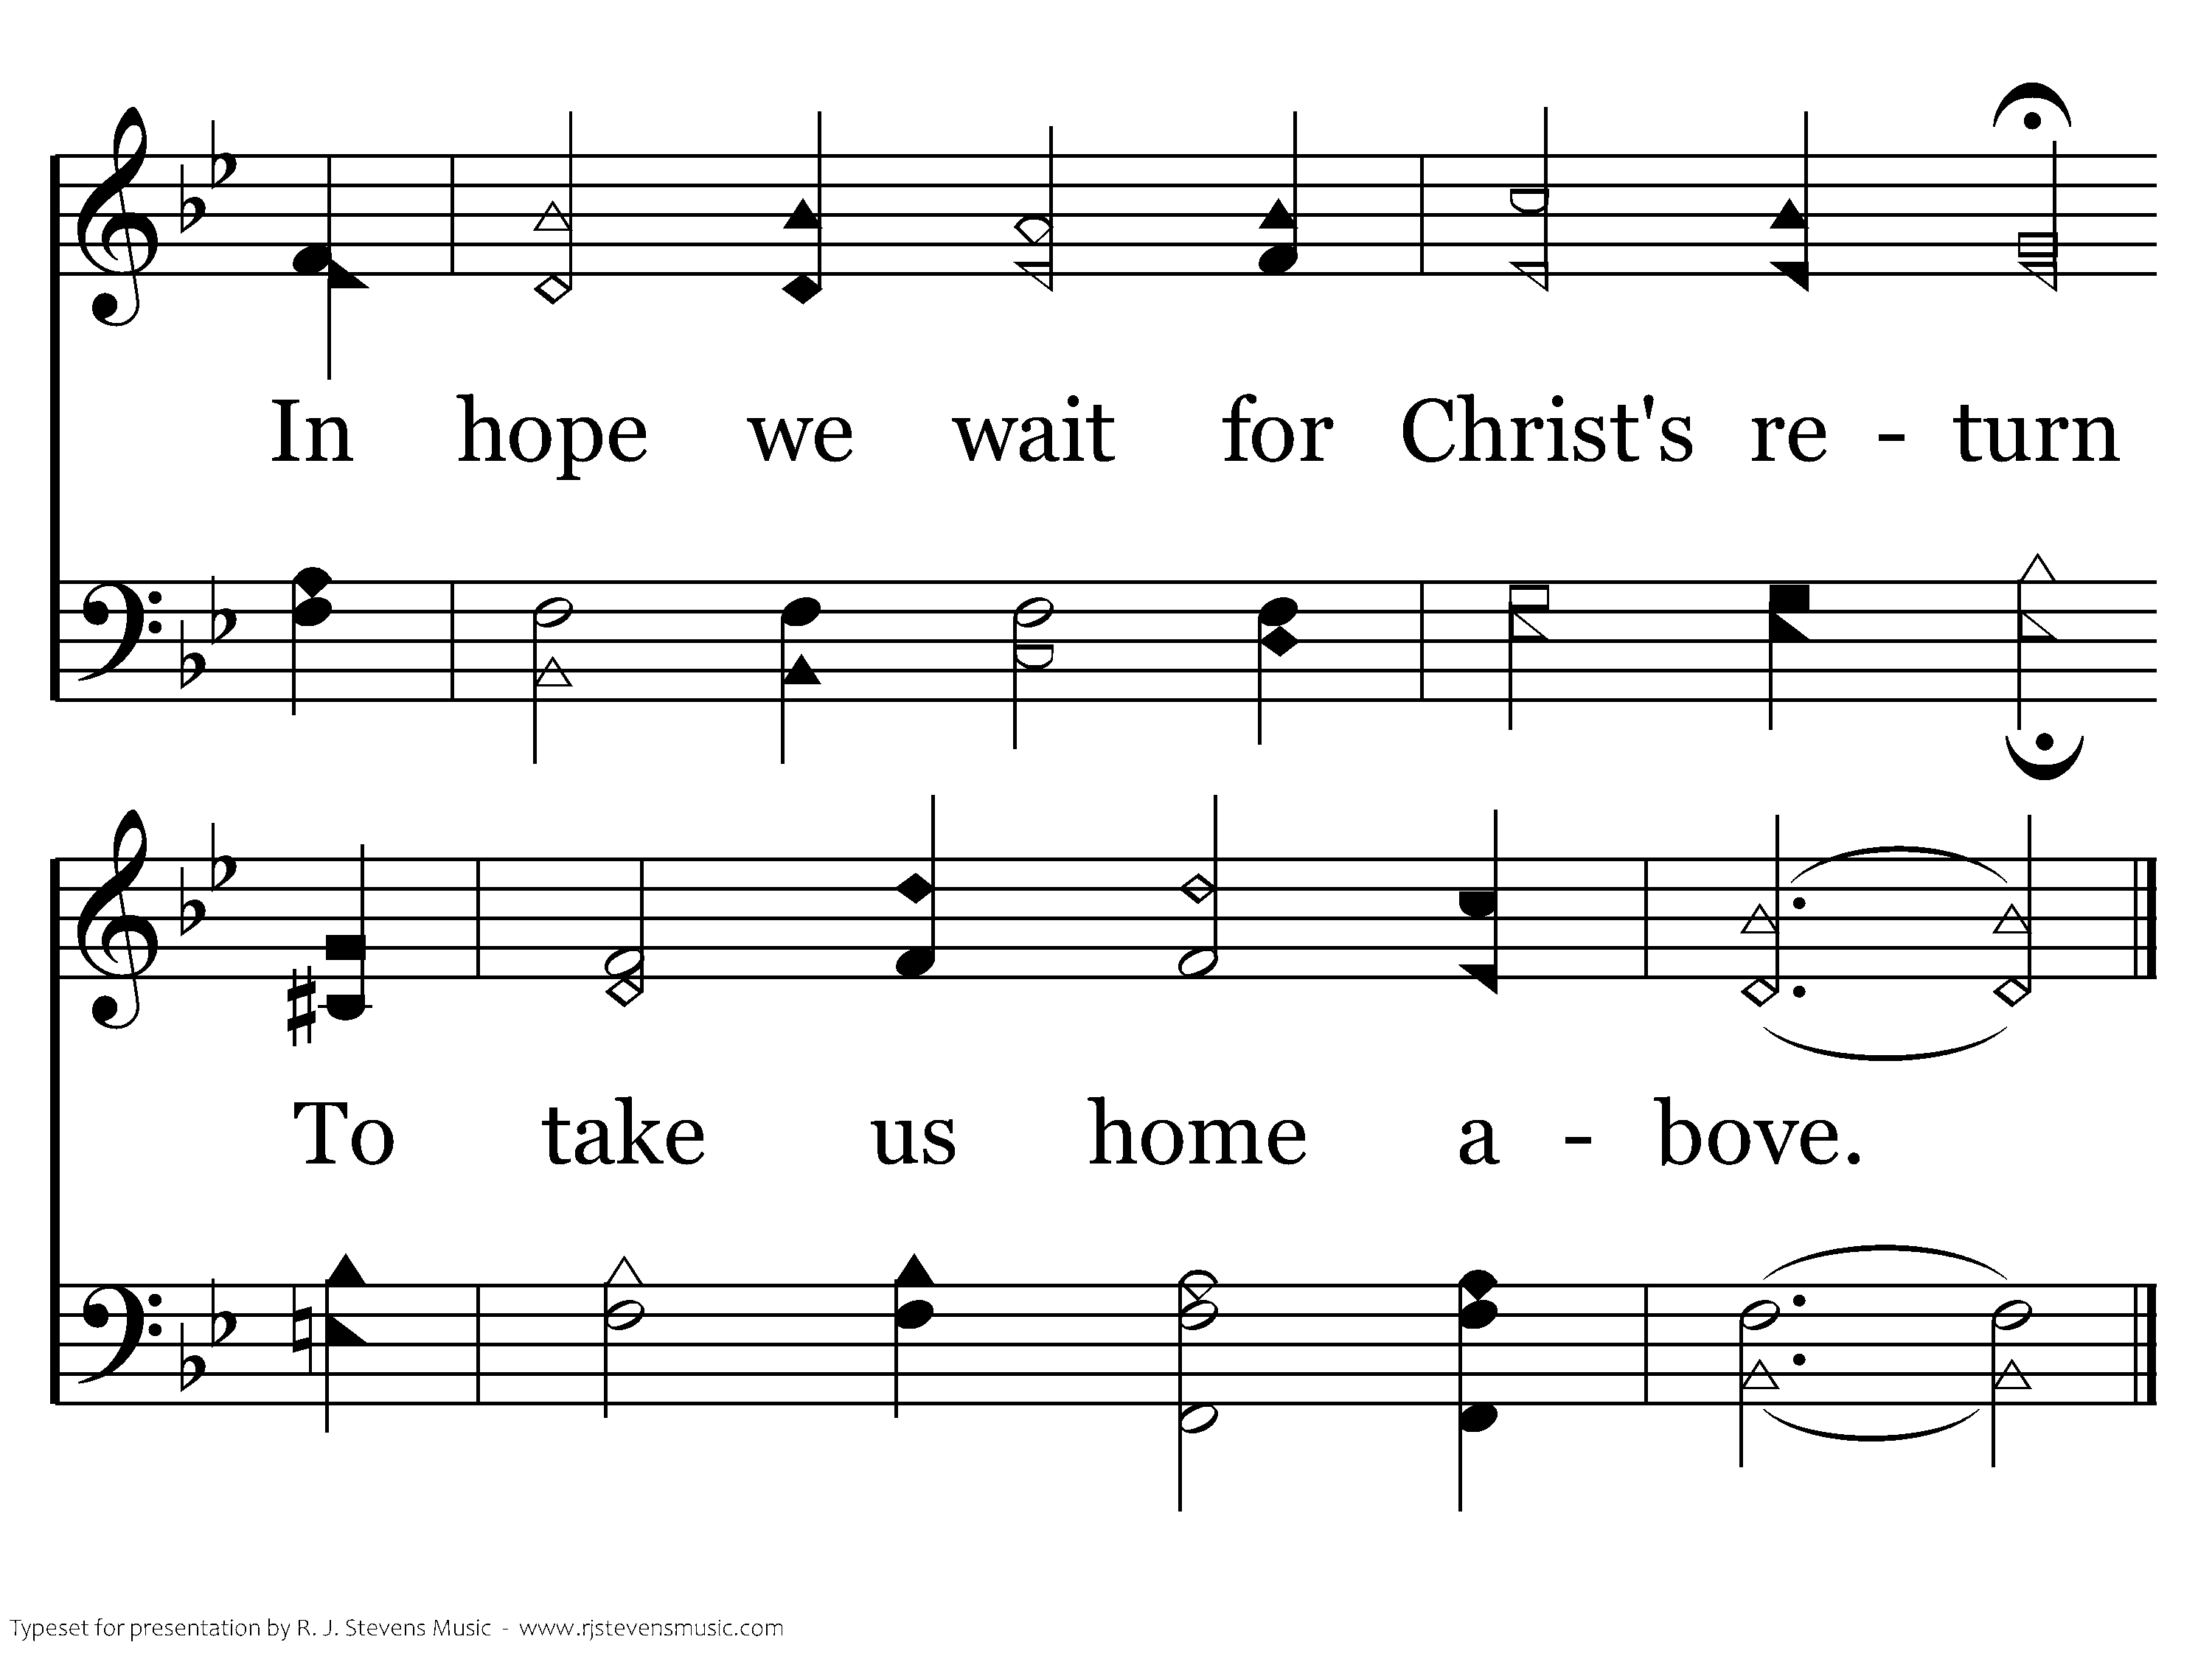 In hope we wait for Christ's re - turn
To take us home a - bove.
Typeset for presentation by R. J. Stevens Music - www.rjstevensmusic.com